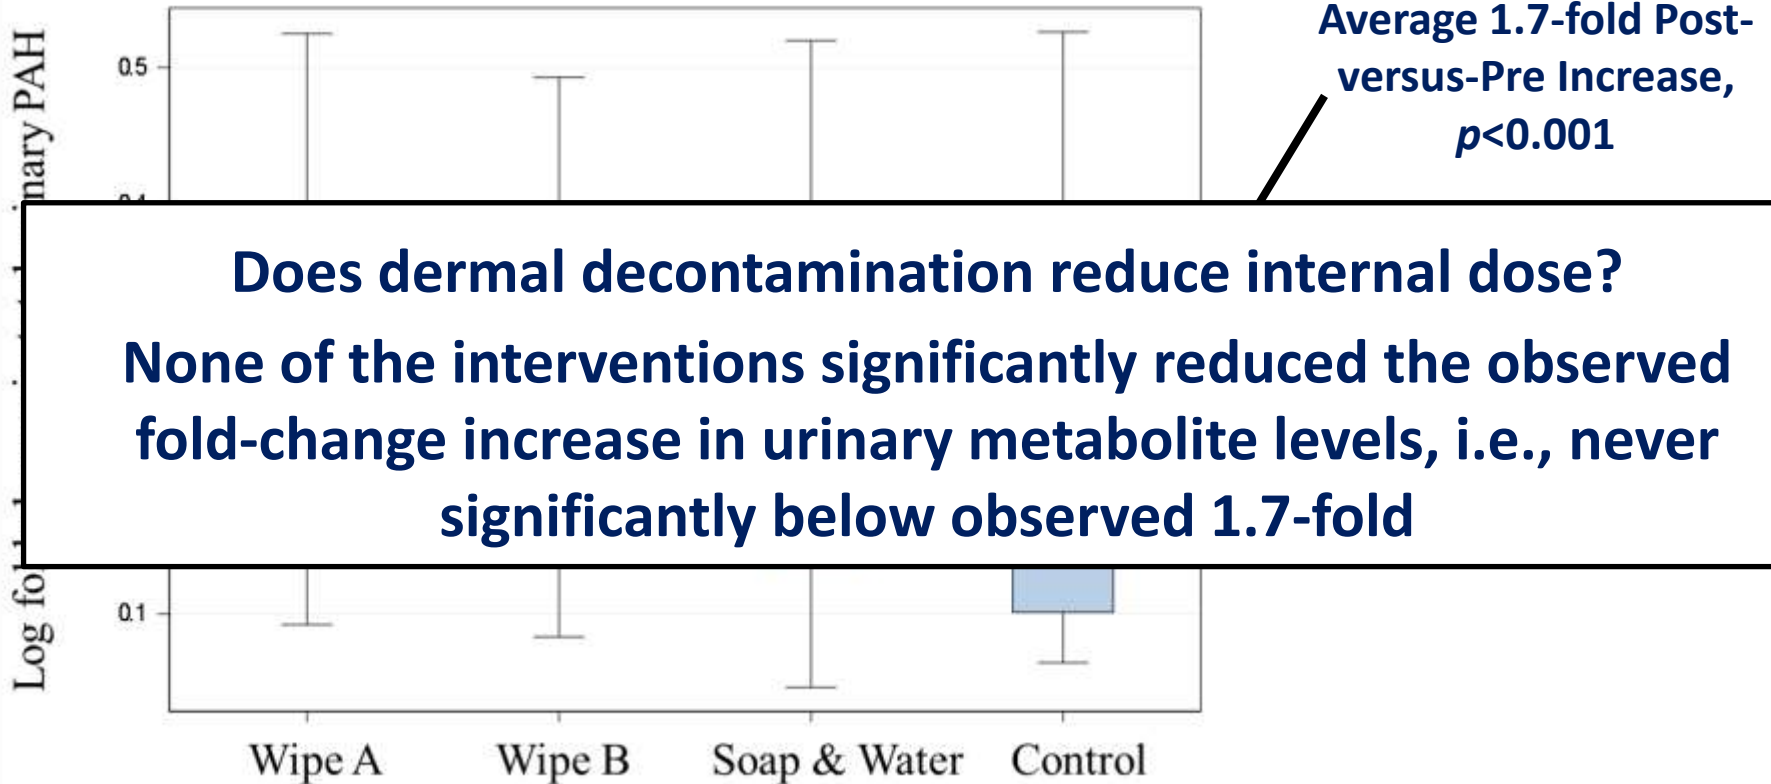 Average 1.7-fold Post-
versus-Pre Increase,
p<0.001
0.5
PAH
Does dermal decontamination reduce internal dose?
None of the interventions significantly reduced the observed
fold-change increase in urinary metabolite levels, i.e., never
significantly below observed 1.7-fold
Log
0.1
Wipe A
Wipe B
Soap & Water
Control